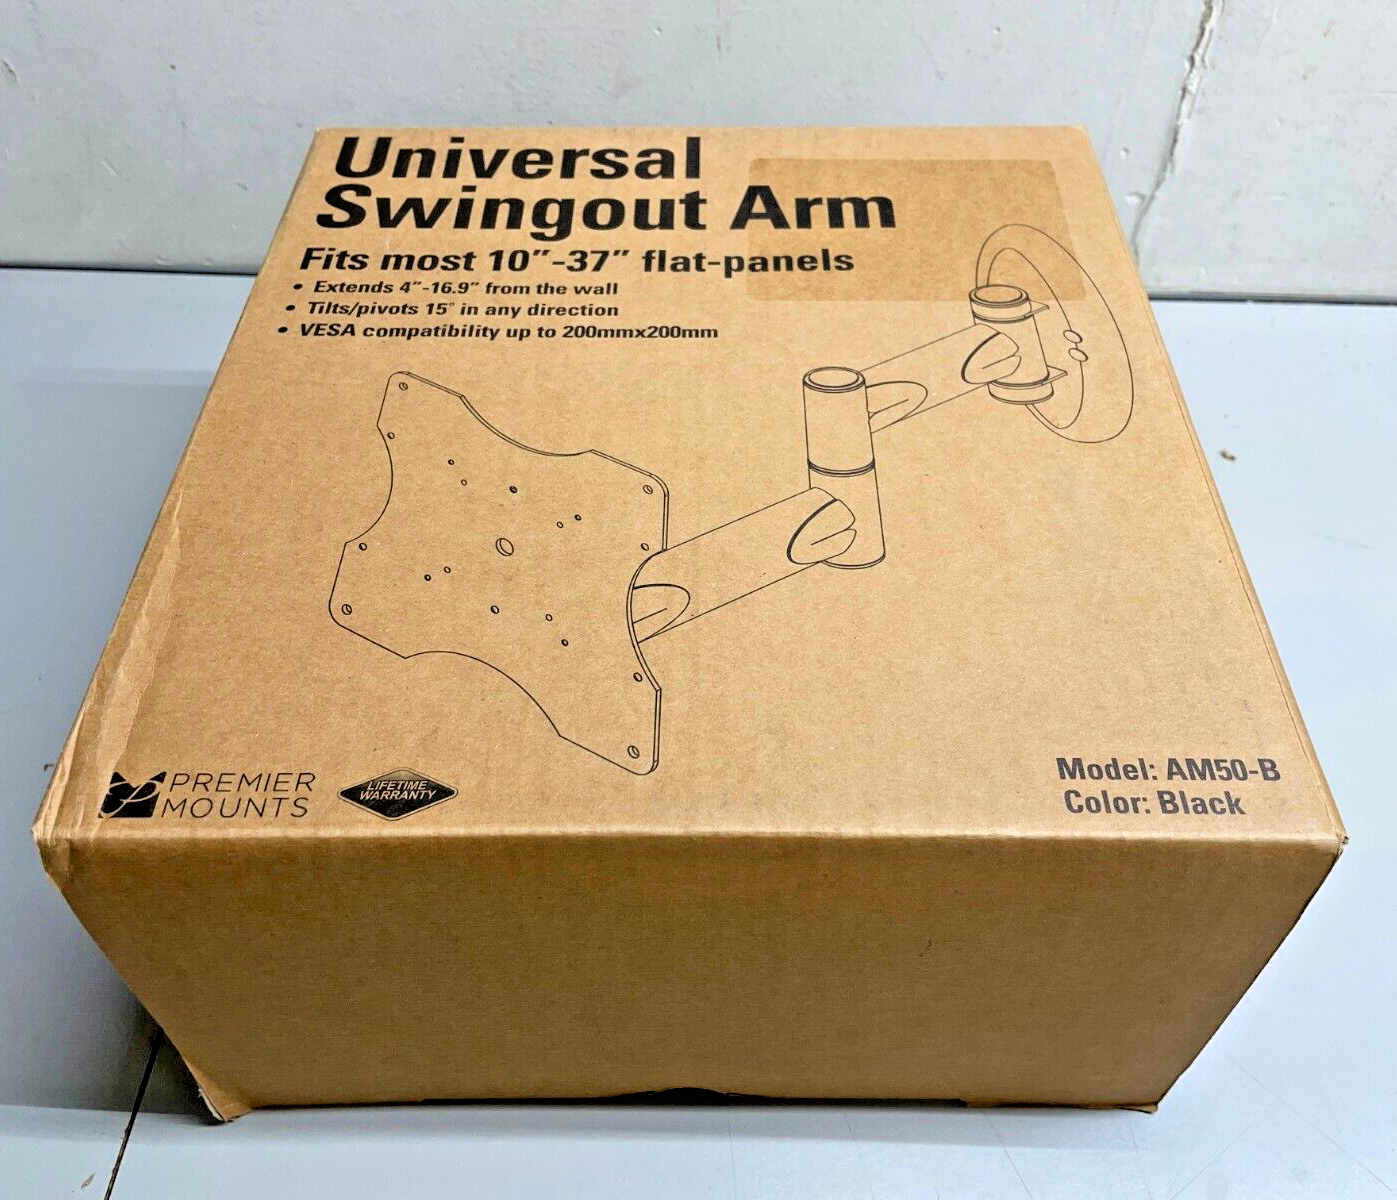 Universal
Swingout Arm
Fits most 10"-37" flat-panels
• Extends 4"-16.9" from the wall
• Tilts/pivots 15° in any direction
• VESA compatibility up to 200mmx200mm
PREMIER
MOUNTS
LIFETIME
WARRANTY
Model: AM50-B
Color: Black